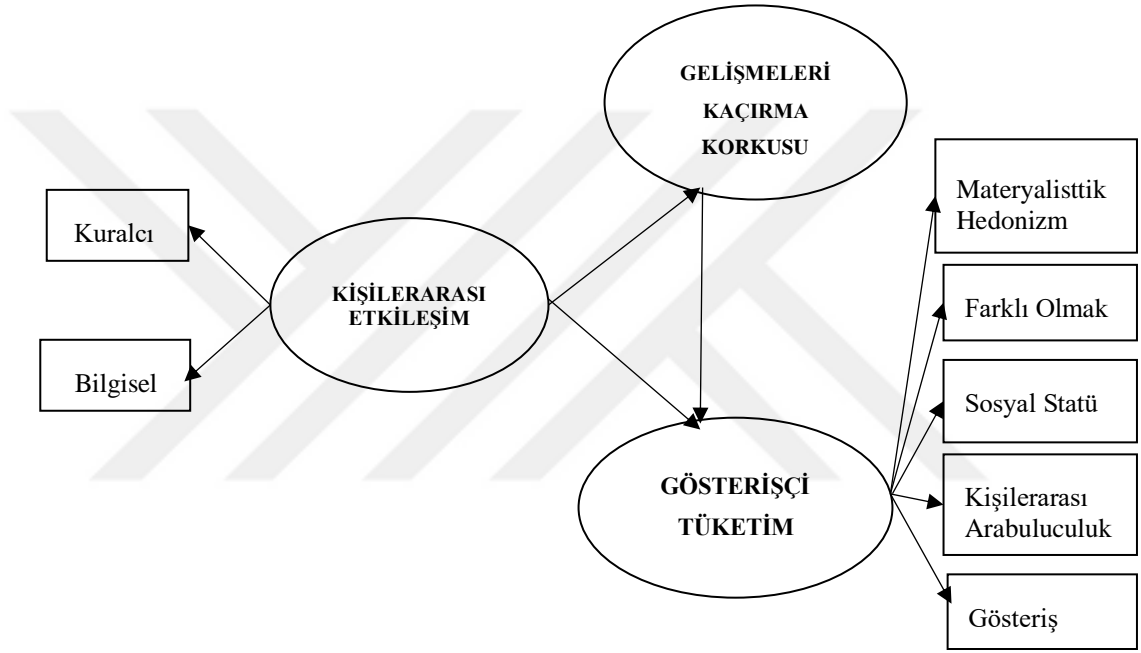 GELİŞMELERİ
KAÇIRMA
KORKUSU
Kuralcı
Bilgisel
KİŞİLERARASI
ETKİLEŞİM
GÖSTERİŞÇİ
TÜKETİM
Materyalisttik
Hedonizm
Farklı Olmak
Sosyal Statü
Kişilerarası
Arabuluculuk
Gösteriş